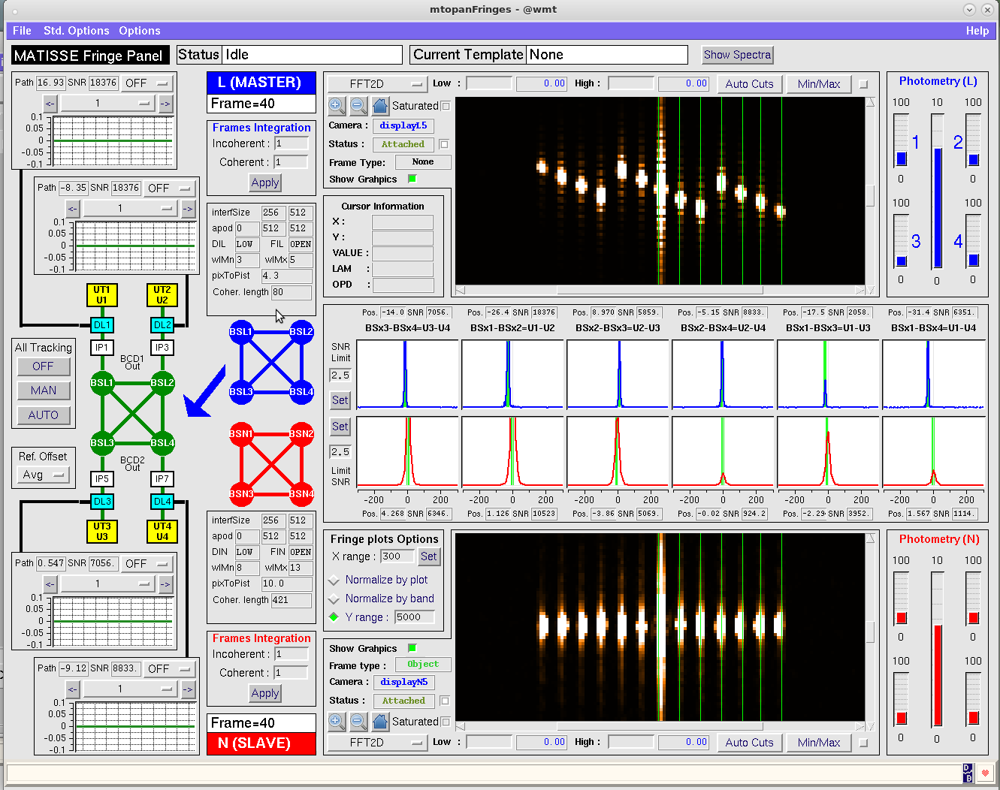 mtopanFringes - @wmt
File Std. Options Options Help
MATISSE Fringe Panel Status Idle Current Template None Show Spectra
Path 16.93 SNR 18376 OFF
<- 1 ->
0.1
0.05
0
-0.05
-0.1
Path -8.35 SNR 18376 OFF
<- 1 ->
0.1
0.05
0
-0.05
-0.1
UT1 U1 UT2 U2
DL1 DL2
IP1 IP3
All Tracking
OFF
MAN
AUTO
BCD1
Out
BSL1 BSL2
BSL3 BSL4
BCD2
Out
Ref. Offset
Avg
IP5 IP7
DL3 DL4
UT3 U3 UT4 U4
Path 0.547 SNR 7056. OFF
<- 1 ->
0.1
0.05
0
-0.05
-0.1
Path -9.12 SNR 8833. OFF
<- 1 ->
0.1
0.05
0
-0.05
-0.1
L (MASTER)
Frame=40
Frames Integration
Incoherent : 1
Coherent : 1
Apply
interfSize 256 512
apod 0 512 512
DIL LOW FIL OPEN
wlMn 3 wlMx 5
pixToPist 4.3
Coher. length 80
BSL1 BSL2
BSL3 BSL4
BSN1 BSN2
BSN3 BSN4
interfSize 256 512
apod 0 512 512
DIN LOW FIN OPEN
wlMn 8 wlMx 13
pixToPist 10.0
Coher. length 421
Frames Integration
Incoherent : 1
Coherent : 1
Apply
Frame=40
N (SLAVE)
FFT2D Low : 0.00 High : 0.00 Auto Cuts Min/Max
Saturated
Camera : displayL5
Status : Attached
Frame Type: None
Show Grahpics
Cursor Information
X :
Y :
VALUE :
LAM :
OPD :
Photometry (L)
100 10 100
1 2
0 0
100 100
3 4
0 0 0
Pos. -14.0 SNR 7056. Pos. -26.4 SNR 18376 Pos. 8.970 SNR 5859. Pos. -5.15 SNR 8833. Pos. -17.5 SNR 2058. Pos. -31.4 SNR 6351.
BSx3-BSx4=U3-U4 BSx1-BSx2=U1-U2 BSx2-BSx3=U2-U3 BSx2-BSx4=U2-U4 BSx1-BSx3=U1-U3 BSx1-BSx4=U1-U4
SNR
Limit
2.5
Set
Set
2.5
Limit
SNR
-200 0 200 -200 0 200 -200 0 200 -200 0 200 -200 0 200 -200 0 200
Pos. 4.268 SNR 6346. Pos. 1.126 SNR 10523 Pos. -3.86 SNR 5069. Pos. -0.02 SNR 924.2 Pos. -2.29 SNR 3952. Pos. 1.567 SNR 1114.
Fringe plots Options
X range : 300 Set
Normalize by plot
Normalize by band
Y range : 5000
Show Grahpics
Frame type : Object
Camera : displayN5
Status : Attached
Saturated
FFT2D Low : 0.00 High : 0.00 Auto Cuts Min/Max
Photometry (N)
100 10 100
0 0
100 100
0 0 0